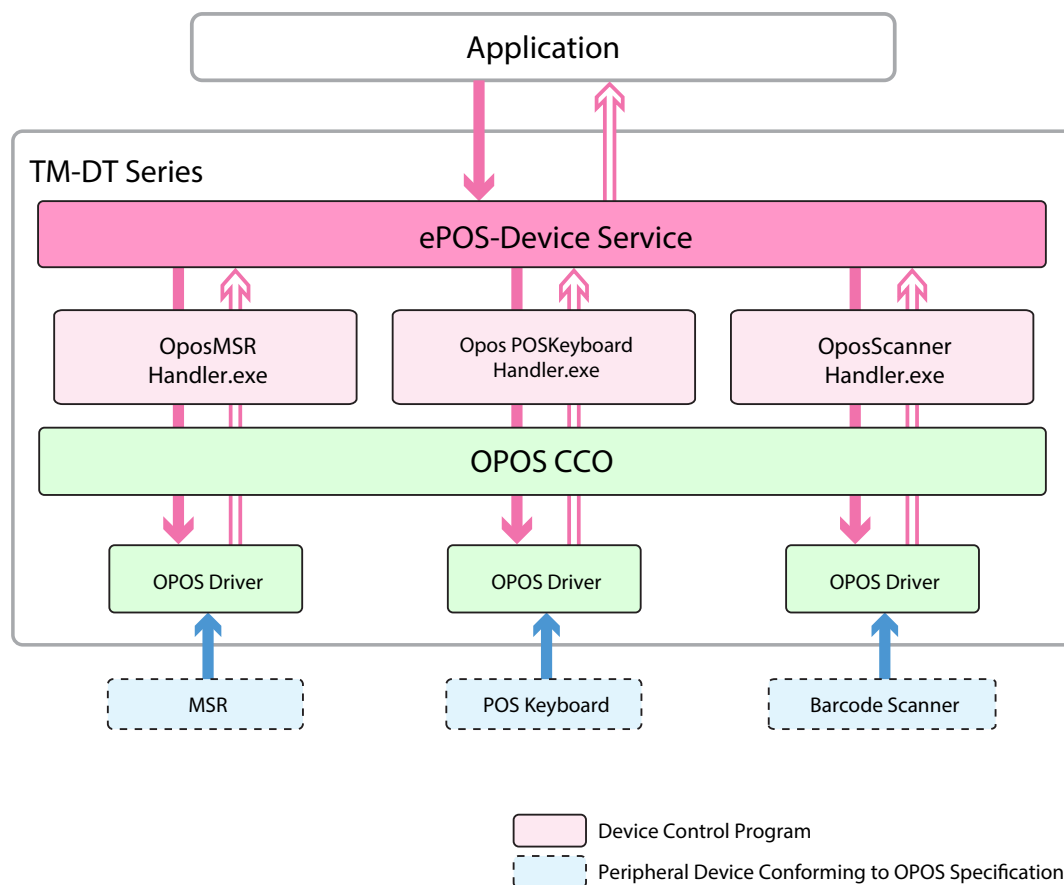 Application
TM-DT Series
ePOS-Device Service
OposMSR
Handler.exe
Opos POSKeyboard
Handler.exe
OposScanner
Handler.exe
OPOS CCO
OPOS Driver
OPOS Driver
OPOS Driver
MSR
POS Keyboard
Barcode Scanner
Device Control Program
Peripheral Device Conforming to OPOS Specification